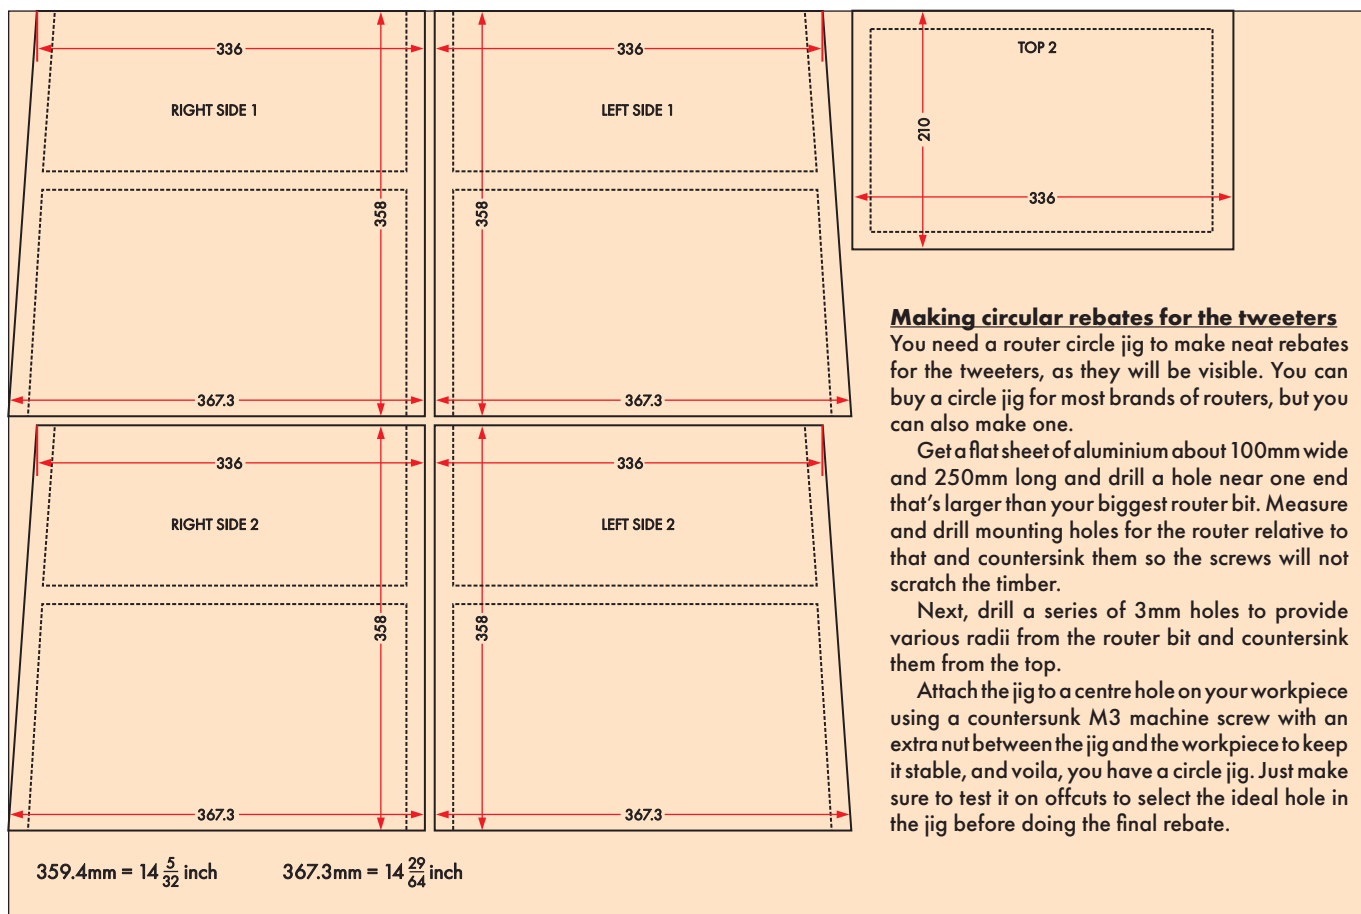 336
RIGHT SIDE 1
358
367.3
336
LEFT SIDE 1
358
367.3
TOP 2
210
336
336
RIGHT SIDE 2
358
367.3
336
LEFT SIDE 2
358
367.3
359.4mm = 14 5/32 inch
367.3mm = 14 29/64 inch
Making circular rebates for the tweeters
You need a router circle jig to make neat rebates
for the tweeters, as they will be visible. You can
buy a circle jig for most brands of routers, but you
can also make one.
Get a flat sheet of aluminium about 100mm wide
and 250mm long and drill a hole near one end
that's larger than your biggest router bit. Measure
and drill mounting holes for the router relative to
that and countersink them so the screws will not
scratch the timber.
Next, drill a series of 3mm holes to provide
various radii from the router bit and countersink
them from the top.
Attach the jig to a centre hole on your workpiece
using a countersunk M3 machine screw with an
extra nut between the jig and the workpiece to keep
it stable, and voila, you have a circle jig. Just make
sure to test it on offcuts to select the ideal hole in
the jig before doing the final rebate.